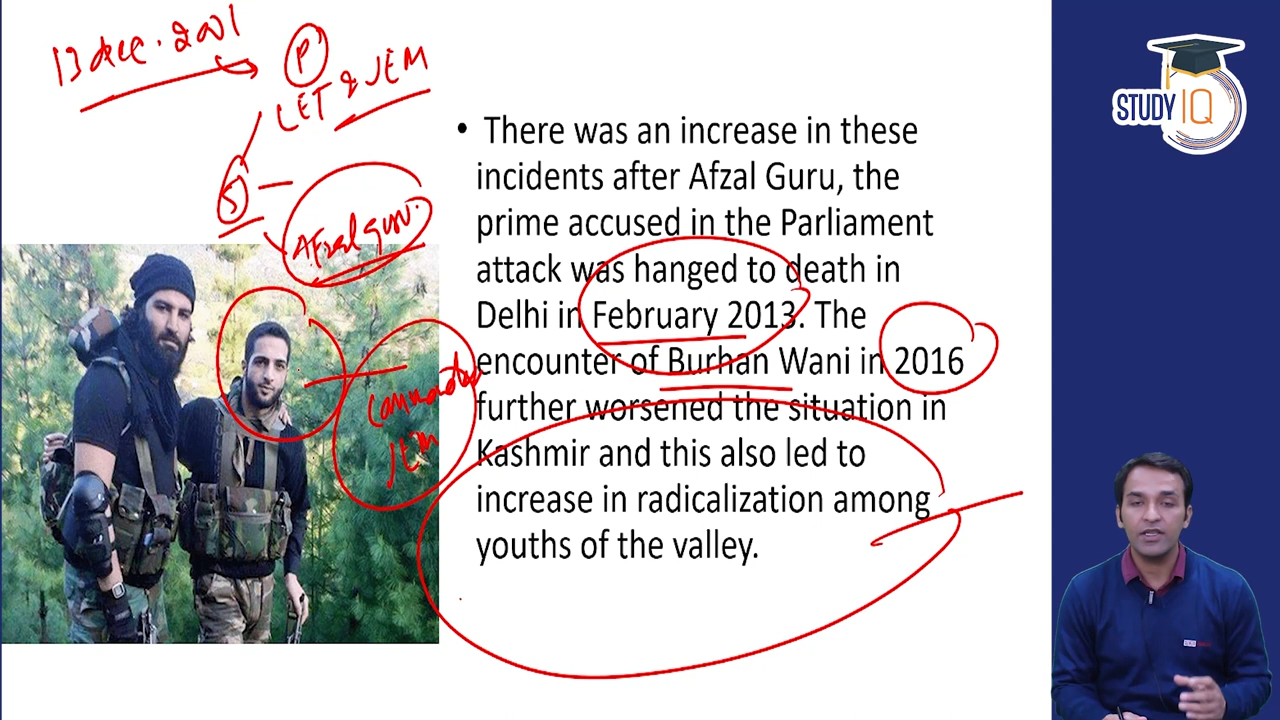 13 Dec. 2001
P
LET & JEM
5
Afzal guru.
STUDY IQ
• There was an increase in these
incidents after Afzal Guru, the
prime accused in the Parliament
attack was hanged to death in
Delhi in February 2013. The
encounter of Burhan Wani in 2016
further worsened the situation in
Kashmir and this also led to
increase in radicalization among
youths of the valley.
Commander
JEM